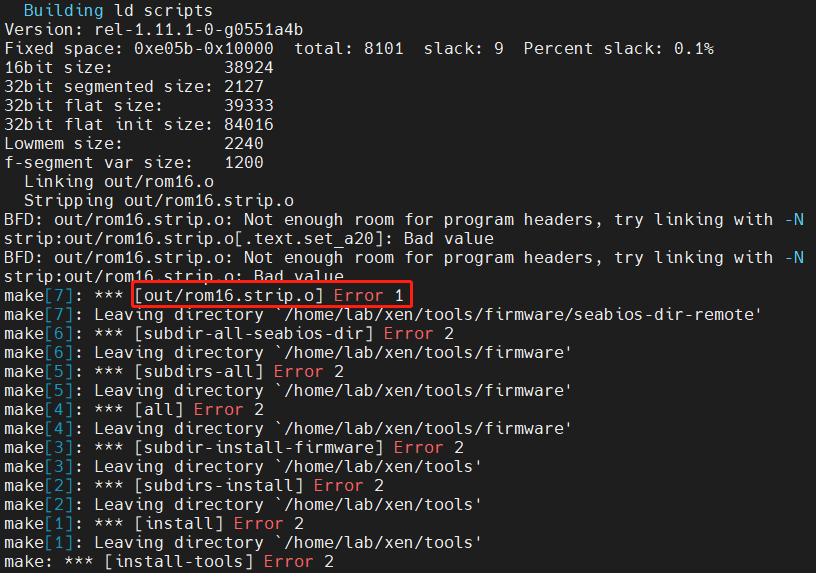 Building ld scripts
Version: rel-1.11.1-0-g0551a4b
Fixed space: 0xe05b-0x10000  total: 8101  slack: 9  Percent slack: 0.1%
16bit size:           38924
32bit segmented size: 2127
32bit flat size:      39333
32bit flat init size: 84016
Lowmem size:          2240
f-segment var size:   1200
  Linking out/rom16.o
  Stripping out/rom16.strip.o
BFD: out/rom16.strip.o: Not enough room for program headers, try linking with -N
strip:out/rom16.strip.o[.text.set_a20]: Bad value
BFD: out/rom16.strip.o: Not enough room for program headers, try linking with -N
strip:out/rom16.strip.o: Bad value
make[7]: *** [out/rom16.strip.o] Error 1
make[7]: Leaving directory `/home/lab/xen/tools/firmware/seabios-dir-remote'
make[6]: *** [subdir-all-seabios-dir] Error 2
make[6]: Leaving directory `/home/lab/xen/tools/firmware'
make[5]: *** [subdirs-all] Error 2
make[5]: Leaving directory `/home/lab/xen/tools/firmware'
make[4]: *** [all] Error 2
make[4]: Leaving directory `/home/lab/xen/tools/firmware'
make[3]: *** [subdir-install-firmware] Error 2
make[3]: Leaving directory `/home/lab/xen/tools'
make[2]: *** [subdirs-install] Error 2
make[2]: Leaving directory `/home/lab/xen/tools'
make[1]: *** [install] Error 2
make[1]: Leaving directory `/home/lab/xen/tools'
make: *** [install-tools] Error 2